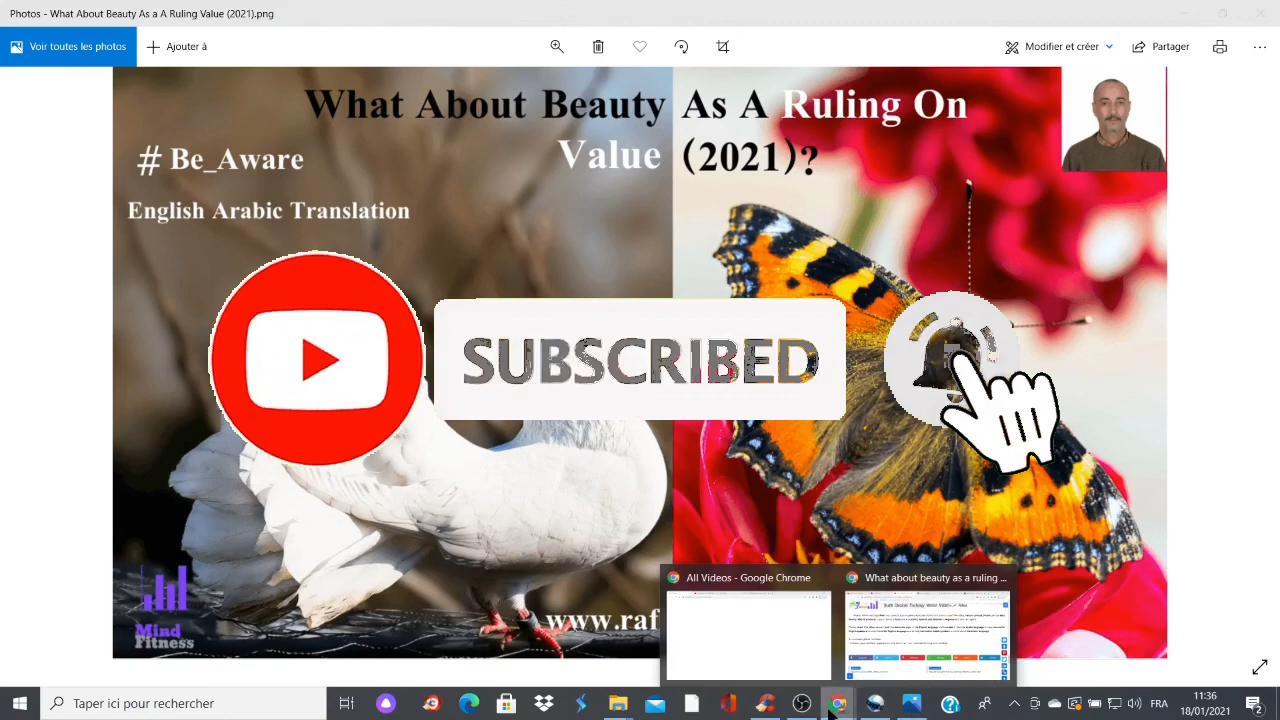 Photos - What About Beauty As a A Ruling Value (2021).png
Voir toutes les photos
Ajouter à
Modifier et créer
Partager
What About Beauty As A Ruling On
Value (2021)?
# Be_Aware
English Arabic Translation
SUBSCRIBED
Mind
Fitness
www.raf
All Videos - Google Chrome
What about beauty as a ruling ...
Taper ici pour rechercher
FRA
11:36
18/01/2021
2